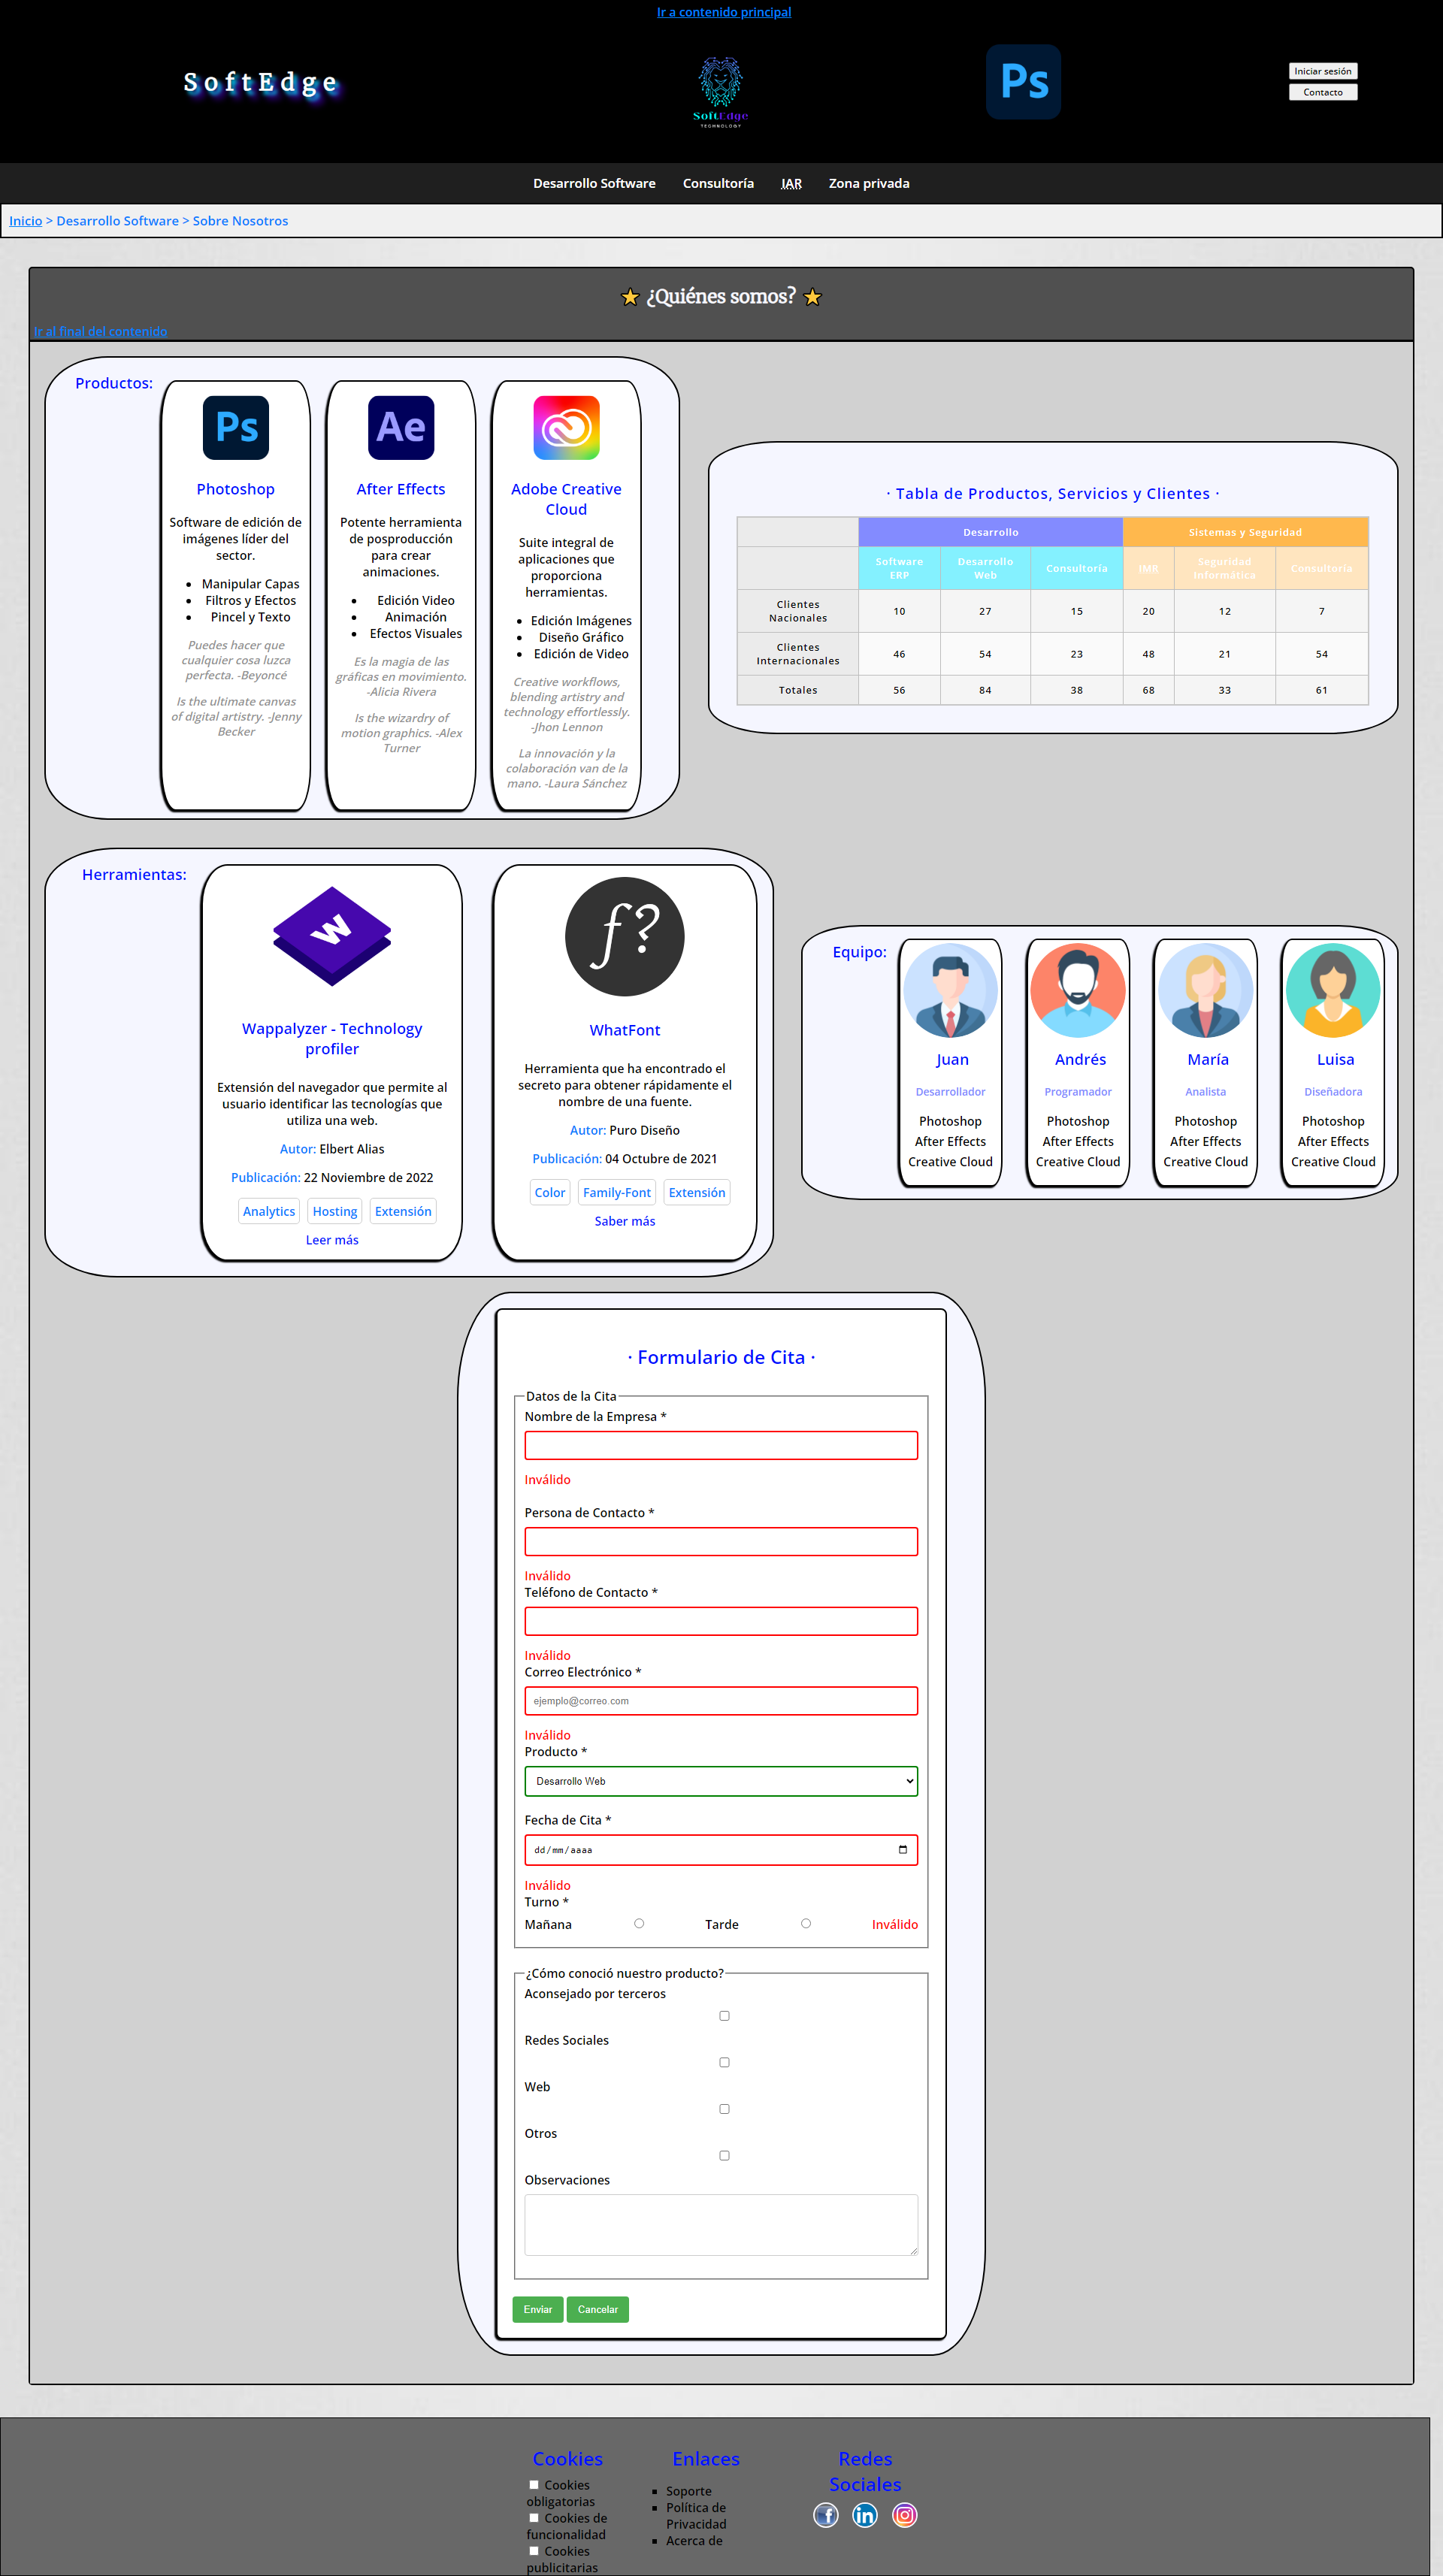 Ir a contenido principal
SoftEdge
SoftEdge
TECHNOLOGY
Ps
Iniciar sesión
Contacto
Desarrollo Software
Consultoría
IAR
Zona privada
Inicio > Desarrollo Software > Sobre Nosotros
¿Quiénes somos?
Ir al final del contenido
Productos:
Ps
Photoshop
Software de edición de
imágenes líder del
sector.
Manipular Capas
Filtros y Efectos
Pincel y Texto
Puedes hacer que
cualquier cosa luzca
perfecta. -Beyoncé
Is the ultimate canvas
of digital artistry. -Jenny
Becker
Ae
After Effects
Potente herramienta
de posproducción
para crear
animaciones.
Edición Video
Animación
Efectos Visuales
Es la magia de las
gráficas en movimiento.
-Alicia Rivera
Is the wizardry of
motion graphics. -Alex
Turner
Adobe Creative
Cloud
Suite integral de
aplicaciones que
proporciona
herramientas.
Edición Imágenes
Diseño Gráfico
Edición de Video
Creative workflows,
blending artistry and
technology effortlessly.
-Jhon Lennon
La innovación y la
colaboración van de la
mano. -Laura Sánchez
· Tabla de Productos, Servicios y Clientes ·
Desarrollo Sistemas y Seguridad
Software ERP Desarrollo Web Consultoría IMR Seguridad Informática Consultoría
Clientes Nacionales 10 27 15 20 12 7
Clientes Internacionales 46 54 23 48 21 54
Totales 56 84 38 68 33 61
Herramientas:
w
Wappalyzer - Technology
profiler
Extensión del navegador que permite al
usuario identificar las tecnologías que
utiliza una web.
Autor: Elbert Alias
Publicación: 22 Noviembre de 2022
Analytics Hosting Extensión
Leer más
f?
WhatFont
Herramienta que ha encontrado el
secreto para obtener rápidamente el
nombre de una fuente.
Autor: Puro Diseño
Publicación: 04 Octubre de 2021
Color Family-Font Extensión
Saber más
Equipo:
Juan
Desarrollador
Photoshop
After Effects
Creative Cloud
Andrés
Programador
Photoshop
After Effects
Creative Cloud
María
Analista
Photoshop
After Effects
Creative Cloud
Luisa
Diseñadora
Photoshop
After Effects
Creative Cloud
· Formulario de Cita ·
Datos de la Cita
Nombre de la Empresa *
Inválido
Persona de Contacto *
Inválido
Teléfono de Contacto *
Inválido
Correo Electrónico *
ejemplo@correo.com
Inválido
Producto *
Desarrollo Web
Fecha de Cita *
dd/mm/aaaa
Inválido
Turno *
Mañana Tarde Inválido
¿Cómo conoció nuestro producto?
Aconsejado por terceros
Redes Sociales
Web
Otros
Observaciones
Enviar Cancelar
Cookies
Cookies
obligatorias
Cookies de
funcionalidad
Cookies
publicitarias
Enlaces
Soporte
Política de
Privacidad
Acerca de
Redes
Sociales
f
in